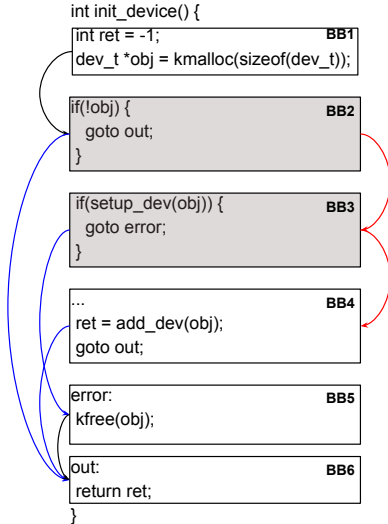 int init_device() {
int ret = -1; BB1
dev_t *obj = kmalloc(sizeof(dev_t));
if(!obj) { BB2
goto out;
}
if(setup_dev(obj)) { BB3
goto error;
}
... BB4
ret = add_dev(obj);
goto out;
error: BB5
kfree(obj);
out: BB6
return ret;
}